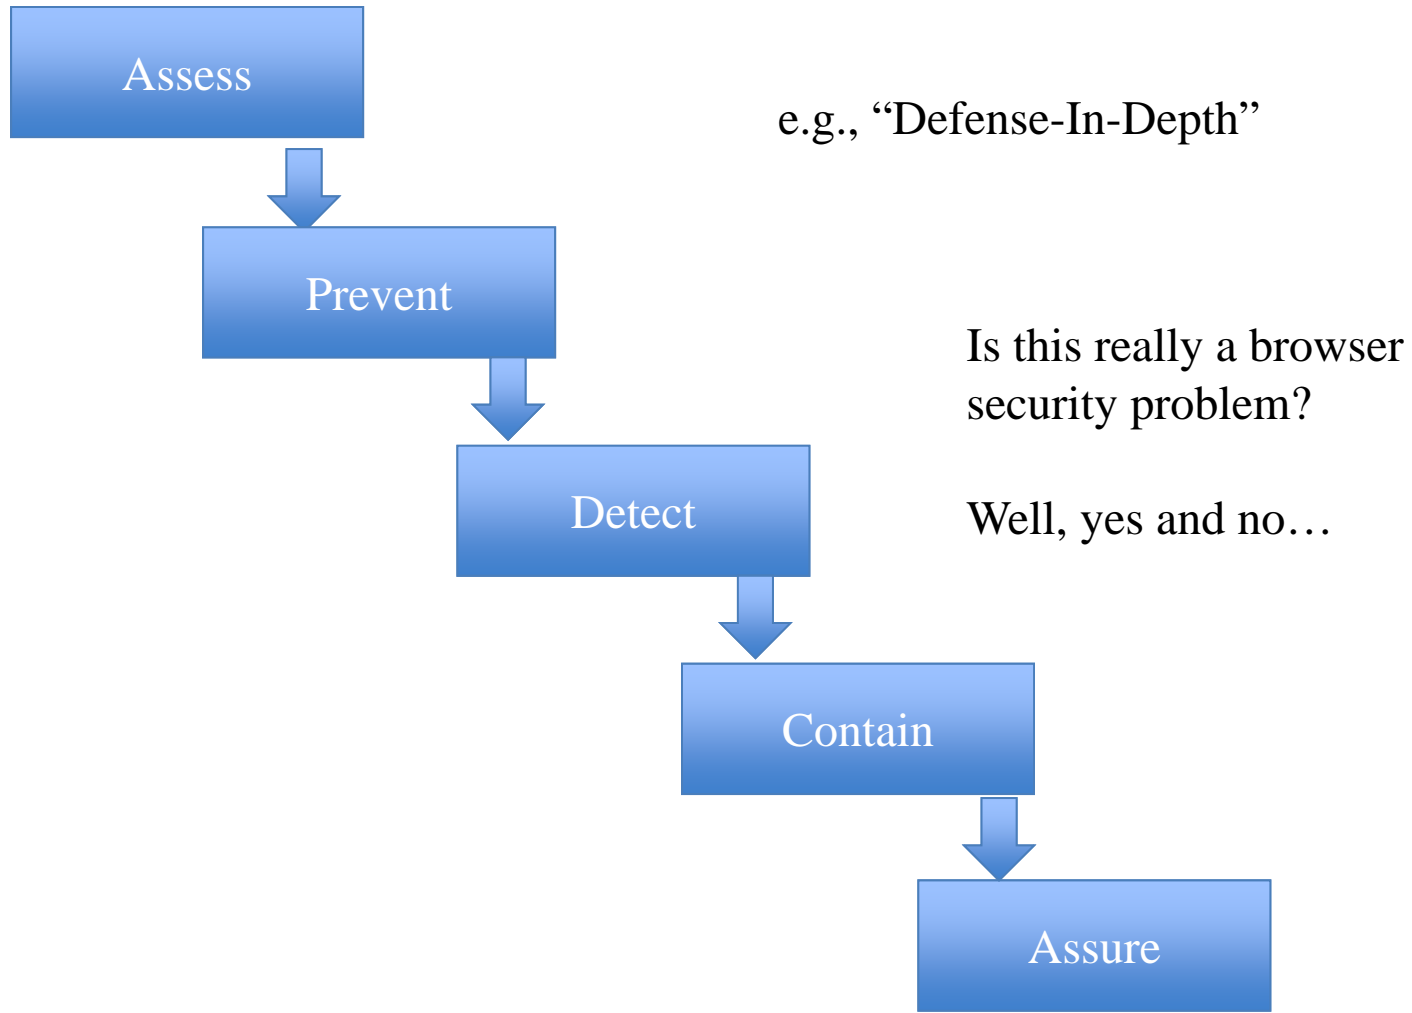 Assess
e.g., “Defense-In-Depth”
Prevent
Is this really a browser
security problem?
Detect
Well, yes and no…
Contain
Assure